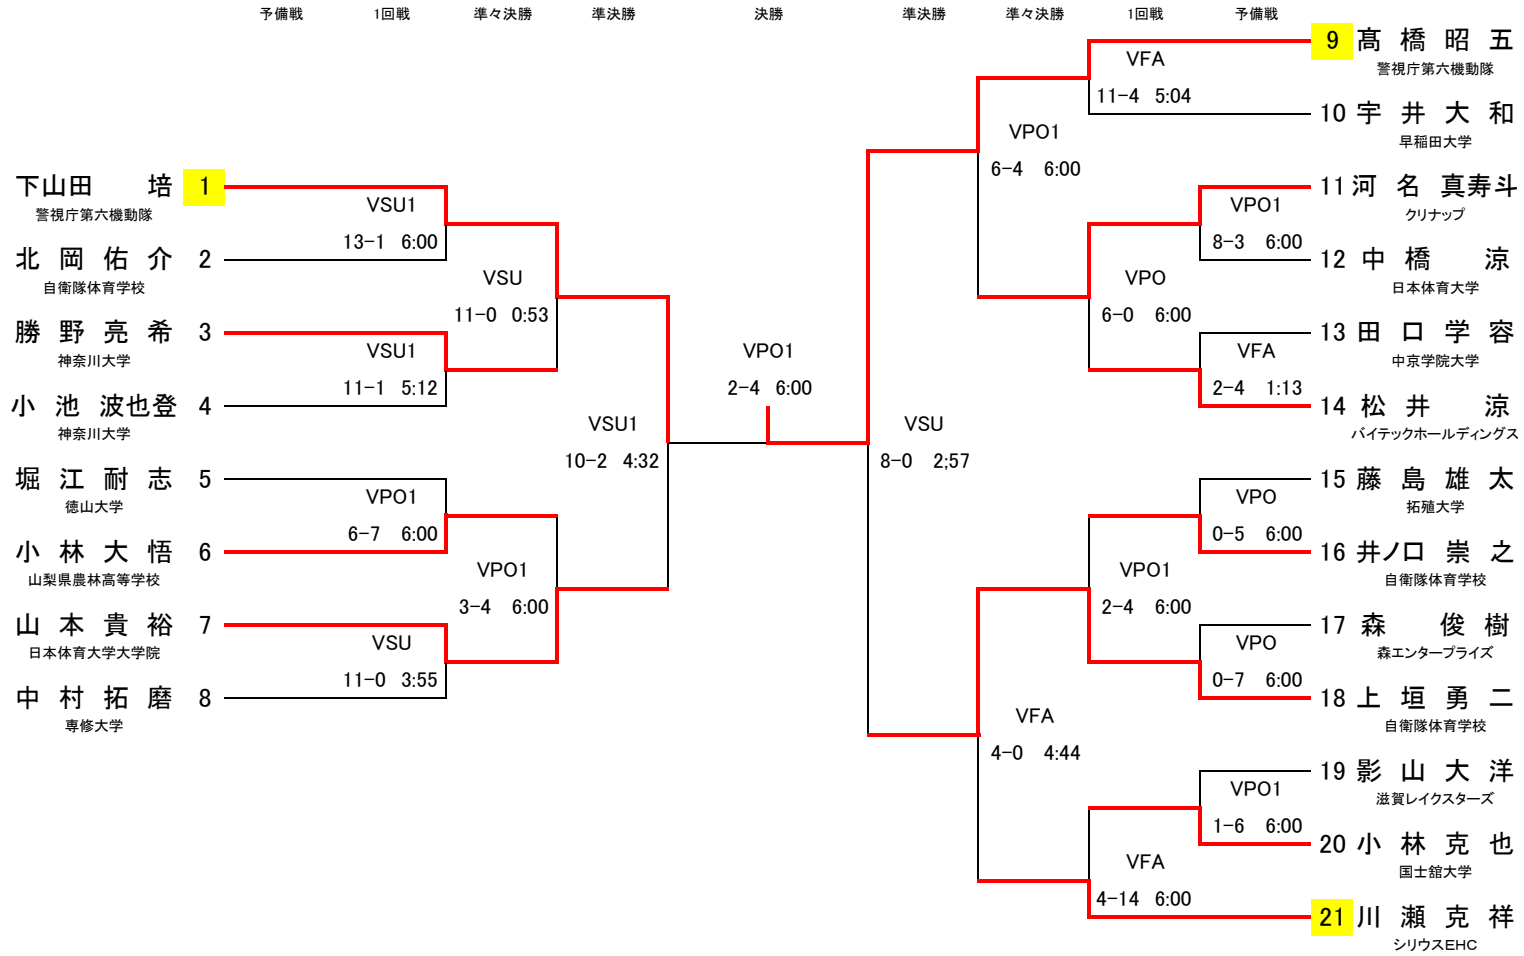 予備戦 1回戦 準々決勝 準決勝 決勝 準決勝 準々決勝 1回戦 予備戦
下山田 培 1
警視庁第六機動隊
VSU1
13-1 6:00
北岡佑介 2
自衛隊体育学校
VSU
11-0 0:53
勝野亮希 3
神奈川大学
VSU1
11-1 5:12
小池波也登 4
神奈川大学
VSU1
10-2 4:32
堀江耐志 5
徳山大学
VPO1
6-7 6:00
小林大悟 6
山梨県農林高等学校
VPO1
3-4 6:00
山本貴裕 7
日本体育大学大学院
VSU
11-0 3:55
中村拓磨 8
専修大学
VPO1
2-4 6:00
9 髙橋昭五
警視庁第六機動隊
VFA
11-4 5:04
10 宇井大和
早稲田大学
VPO1
6-4 6:00
11 河名真寿斗
クリナップ
VPO1
8-3 6:00
12 中橋 涼
日本体育大学
VPO
6-0 6:00
13 田口学容
中京学院大学
VFA
2-4 1:13
14 松井 涼
バイテックホールディングス
VSU
8-0 2;57
15 藤島雄太
拓殖大学
VPO
0-5 6:00
16 井ノ口崇之
自衛隊体育学校
VPO1
2-4 6:00
17 森 俊樹
森エンタープライズ
VPO
0-7 6:00
18 上垣勇二
自衛隊体育学校
VFA
4-0 4:44
19 影山大洋
滋賀レイクスターズ
VPO1
1-6 6:00
20 小林克也
国士舘大学
VFA
4-14 6:00
21 川瀬克祥
シリウスEHC